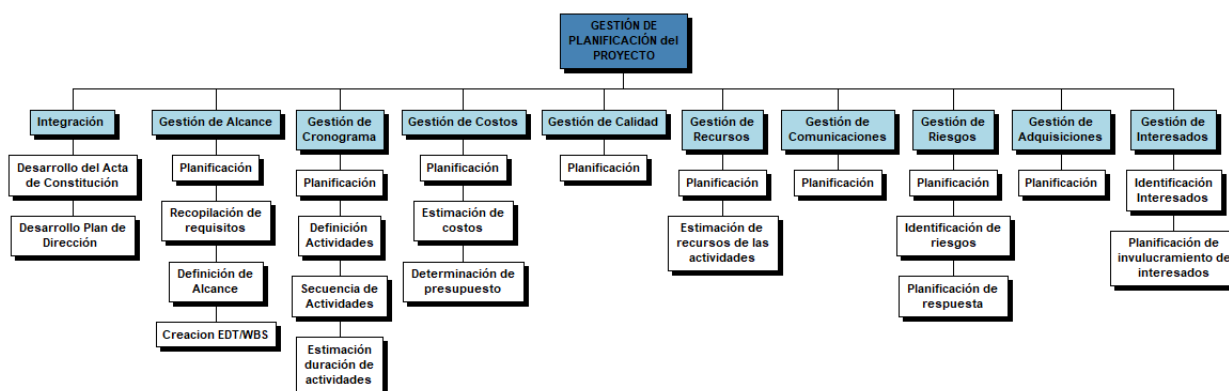 GESTIÓN DE
PLANIFICACIÓN del
PROYECTO
Integración
Desarrollo del Acta
de Constitución
Desarrollo Plan de
Dirección
Gestión de Alcance
Planificación
Recopilación de
requisitos
Definición de
Alcance
Creacion EDT/WBS
Gestión de
Cronograma
Planificación
Definición
Actividades
Secuencia de
Actividades
Estimación
duración de
actividades
Gestión de Costos
Planificación
Estimación de
costos
Determinación de
presupuesto
Gestión de Calidad
Planificación
Gestión de
Recursos
Planificación
Estimación de
recursos de las
actividades
Gestión de
Comunicaciones
Planificación
Gestión de
Riesgos
Planificación
Identificación de
riesgos
Planificación de
respuesta
Gestión de
Adquisiciones
Planificación
Gestión de
Interesados
Identificación
Interesados
Planificación de
invulucramiento de
interesados